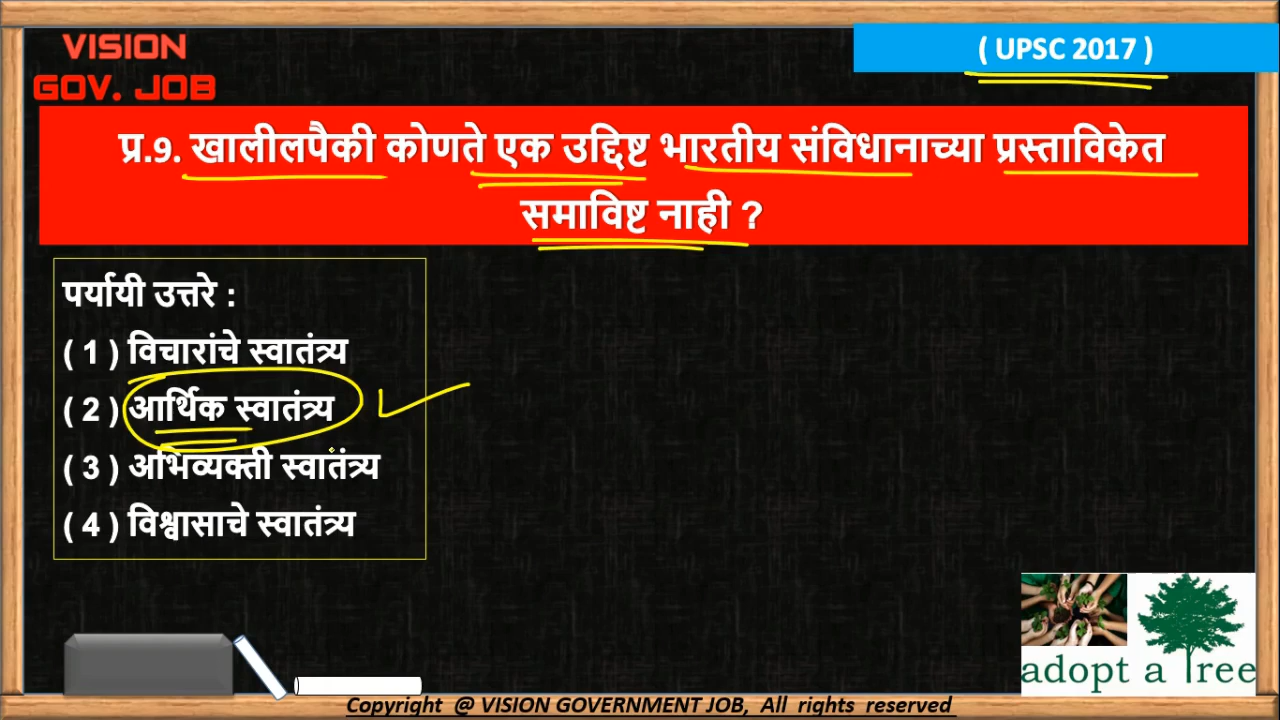 VISION
GOV. JOB
( UPSC 2017 )
प्र.9. खालीलपैकी कोणते एक उद्दिष्ट भारतीय संविधानाच्या प्रस्ताविकेत
समाविष्ट नाही ?
पर्यायी उत्तरे :
( 1 ) विचारांचे स्वातंत्र्य
( 2 ) आर्थिक स्वातंत्र्य
( 3 ) अभिव्यक्ती स्वातंत्र्य
( 4 ) विश्वासाचे स्वातंत्र्य
adopt a Tree
Copyright @ VISION GOVERNMENT JOB, All rights reserved